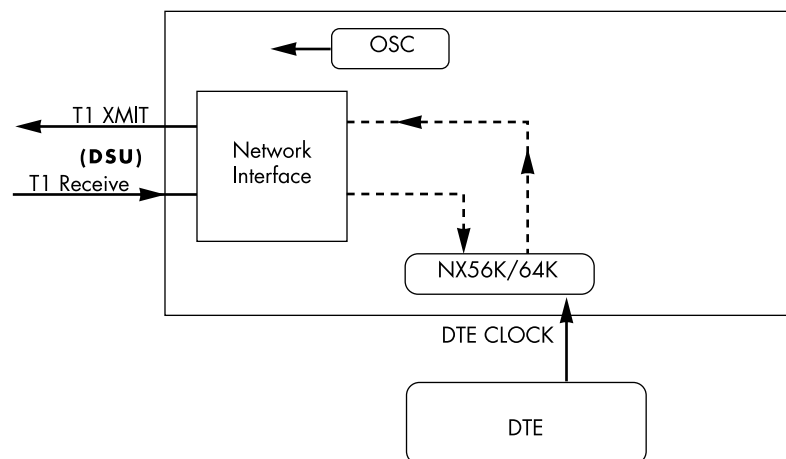 OSC
T1 XMIT
(DSU)
T1 Receive
Network
Interface
NX56K/64K
DTE CLOCK
DTE